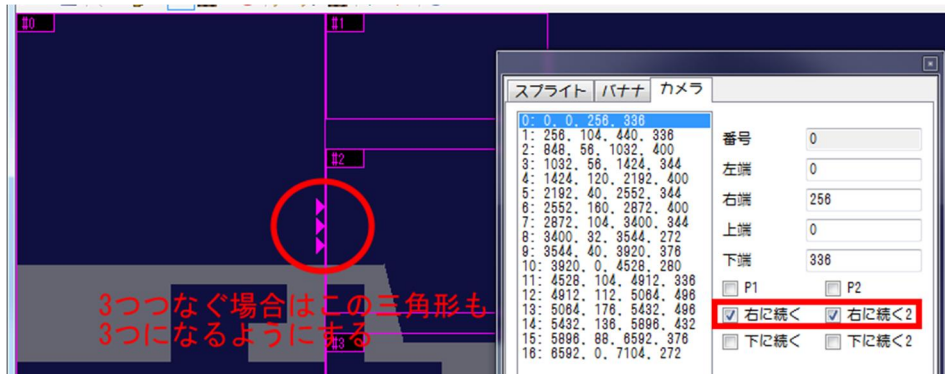 #0
#1
#2
#3
3つつなぐ場合はこの三角形も
3つになるようにする
スプライト バナナ カメラ
0: 0, 0, 256, 336
1: 256, 104, 440, 336
2: 848, 56, 1032, 400
3: 1032, 56, 1424, 344
4: 1424, 120, 2192, 400
5: 2192, 40, 2552, 344
6: 2552, 160, 2872, 400
7: 2872, 104, 3400, 344
8: 3400, 32, 3544, 272
9: 3544, 40, 3920, 376
10: 3920, 0, 4528, 280
11: 4528, 104, 4912, 336
12: 4912, 112, 5064, 496
13: 5064, 176, 5432, 496
14: 5432, 136, 5896, 432
15: 5896, 88, 6592, 376
16: 6592, 0, 7104, 272
番号 0
左端 0
右端 256
上端 0
下端 336
P1 P2
右に続く 右に続く2
下に続く 下に続く2